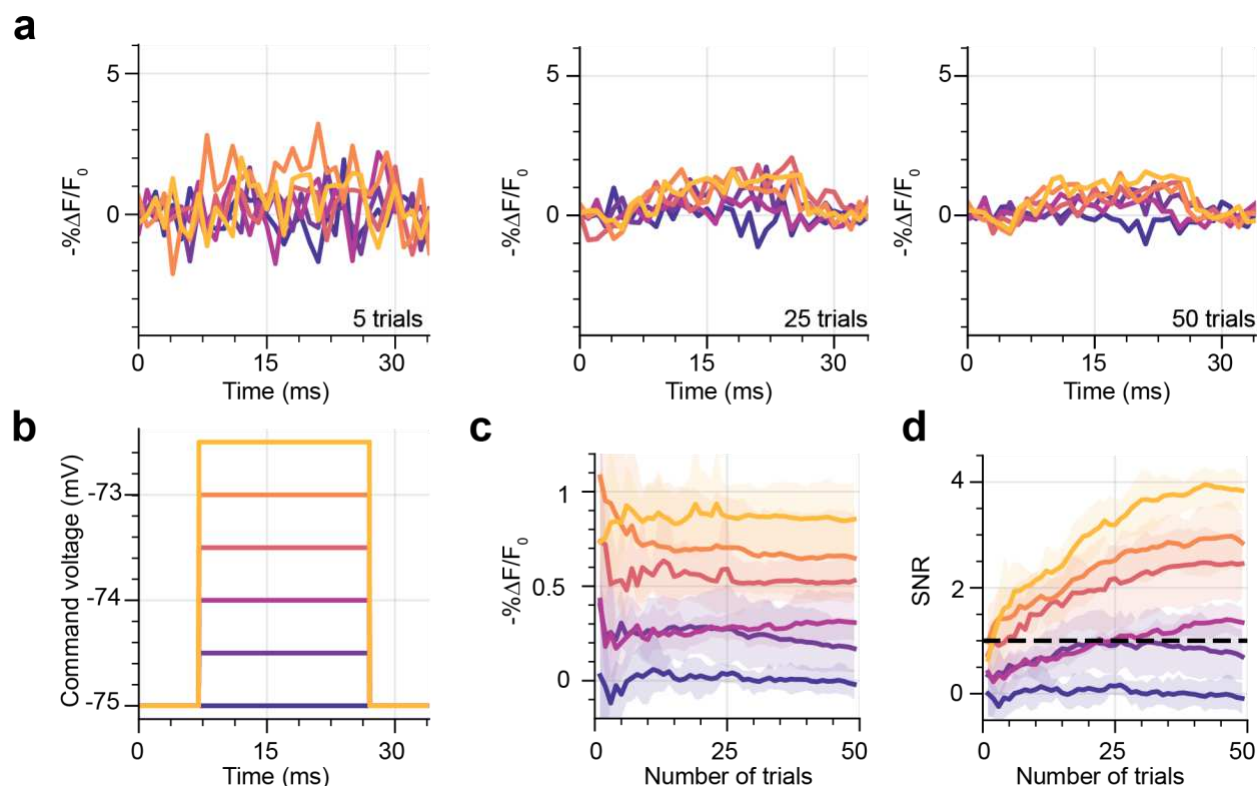 a
5
0
-%ΔF/F0
5 trials
0 15 30
Time (ms)
5
0
-%ΔF/F0
25 trials
0 15 30
Time (ms)
5
0
-%ΔF/F0
50 trials
0 15 30
Time (ms)
b
Command voltage (mV)
-73
-74
-75
0 15 30
Time (ms)
c
-%ΔF/F0
1
0.5
0
0 25 50
Number of trials
d
SNR
4
2
0
0 25 50
Number of trials